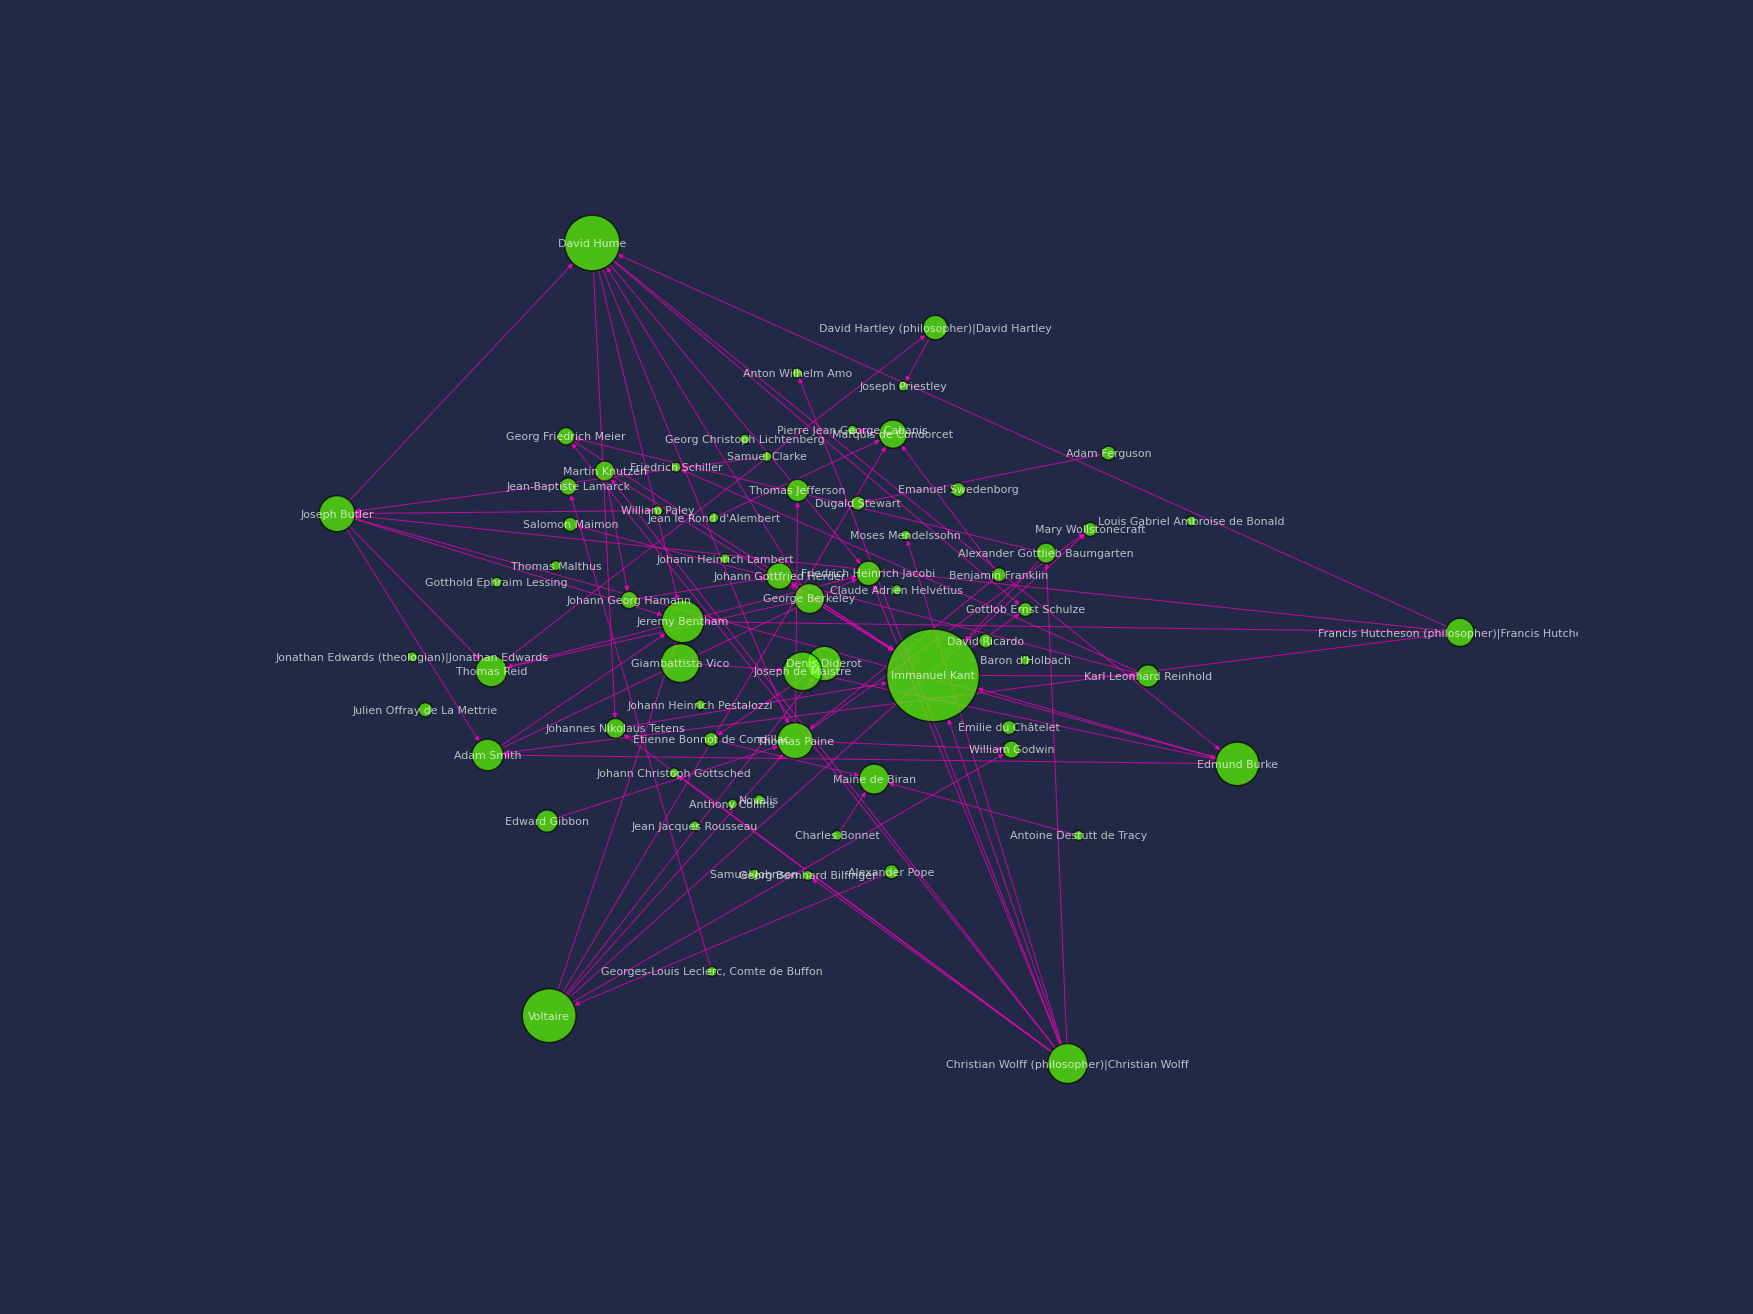 David Hume
David Hartley (philosopher)|David Hartley
Anton Wilhelm Amo
Joseph Priestley
Pierre Jean George Cabanis
Marquis de Condorcet
Georg Friedrich Meier
Georg Christoph Lichtenberg
Samuel Clarke
Adam Ferguson
Martin Knutzen
Friedrich Schiller
Jean-Baptiste Lamarck
Thomas Jefferson
Emanuel Swedenborg
Dugald Stewart
Joseph Butler
William Paley
Jean le Rond d'Alembert
Salomon Maimon
Louis Gabriel Ambroise de Bonald
Mary Wollstonecraft
Moses Mendelssohn
Alexander Gottlieb Baumgarten
Johann Heinrich Lambert
Thomas Malthus
Johann Gottfried Herder
Friedrich Heinrich Jacobi
Benjamin Franklin
Gotthold Ephraim Lessing
Claude Adrien Helvétius
Johann Georg Hamann
George Berkeley
Gottlob Ernst Schulze
Jeremy Bentham
Francis Hutcheson (philosopher)|Francis Hutche
David Ricardo
Jonathan Edwards (theologian)|Jonathan Edwards
Giambattista Vico
Denis Diderot
Baron d'Holbach
Thomas Reid
Joseph de Maistre
Immanuel Kant
Karl Leonhard Reinhold
Johann Heinrich Pestalozzi
Julien Offray de La Mettrie
Johannes Nikolaus Tetens
Émilie du Châtelet
Étienne Bonnot de Condillac
Thomas Paine
William Godwin
Adam Smith
Edmund Burke
Johann Christoph Gottsched
Maine de Biran
Novalis
Anthony Collins
Edward Gibbon
Jean Jacques Rousseau
Charles Bonnet
Antoine Destutt de Tracy
Alexander Pope
Samuel Johnson
Georg Bernhard Bilfinger
Georges-Louis Leclerc, Comte de Buffon
Voltaire
Christian Wolff (philosopher)|Christian Wolff